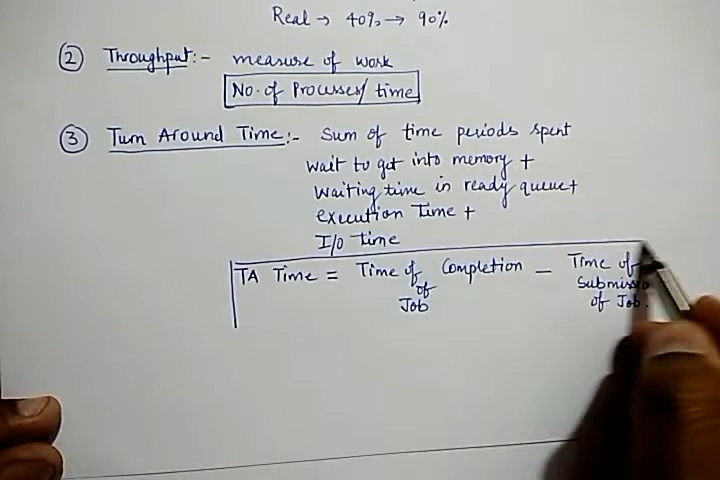 Real → 40% → 90%
② Throughput:- measure of work
No. of Processes/ time
③ Turn Around Time:- Sum of time periods spent
wait to get into memory +
waiting time in ready queue+
execution Time +
I/O time
TA Time = Time of Completion – Time of
of Submissio
Job of Job.